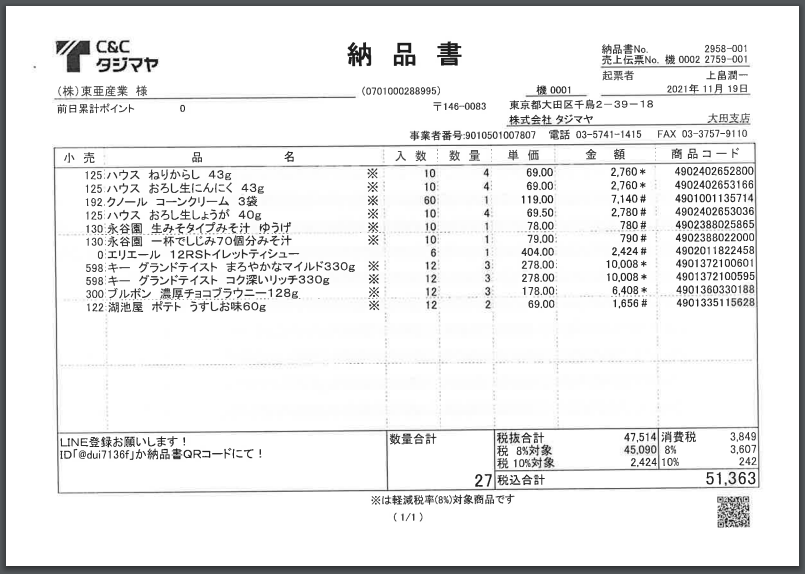 C&C
タジマヤ
納品書
納品書No. 2958-001
売上伝票No. 機 0002 2759-001
起票者 上畠潤一
(株)東亜産業 様 (0701000288995) 機 0001 2021年 11月 19日
前日累計ポイント 0 〒146-0083 東京都大田区千鳥2-39-18
株式会社 タジマヤ 大田支店
事業者番号:9010501007807 電話 03-5741-1415 FAX 03-3757-9110
小売 品名 入数 数量 単価 金額 商品コード
125 ハウス ねりからし 43g ※ 10 4 69.00 2,760 * 4902402652800
125 ハウス おろし生にんにく 43g ※ 10 4 69.00 2,760 * 4902402653166
192 クノール コーンクリーム 3袋 ※ 60 1 119.00 7,140 # 4901001135714
125 ハウス おろし生しょうが 40g ※ 10 4 69.50 2,780 # 4902402653036
130 永谷園 生みそタイプみそ汁 ゆうげ ※ 10 1 78.00 780 # 4902388025865
130 永谷園 一杯でしじみ70個分みそ汁 ※ 10 1 79.00 790 # 4902388022000
0 エリエール 12RSトイレットティシュー 6 1 404.00 2,424 # 4902011822458
598 キー グランドテイスト まろやかなマイルド330g ※ 12 3 278.00 10,008 * 4901372100601
598 キー グランドテイスト コク深いリッチ330g ※ 12 3 278.00 10,008 * 4901372100595
300 ブルボン 濃厚チョコブラウニー128g ※ 12 3 178.00 6,408 * 4901360330188
122 湖池屋 ポテト うすしお味60g ※ 12 2 69.00 1,656 # 4901335115628
LINE登録お願いします! 数量合計 税抜合計 47,514 消費税 3,849
ID「@dui7136f」か納品書QRコードにて! 税 8%対象 45,090 8% 3,607
税 10%対象 2,424 10% 242
27 税込合計 51,363
※は軽減税率(8%)対象商品です
(1/1)